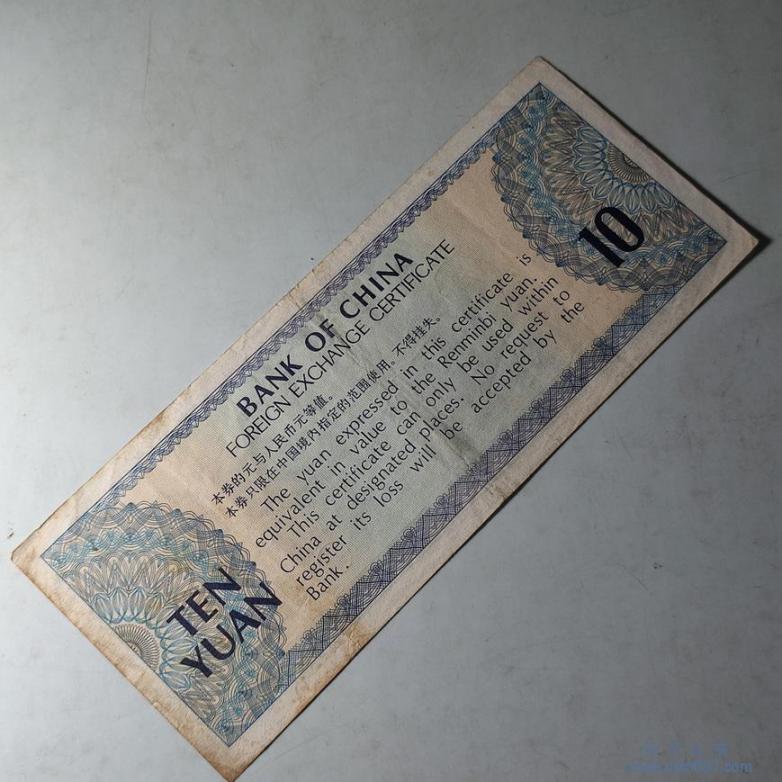 BANK OF CHINA
FOREIGN EXCHANGE CERTIFICATE
本券的元与人民币元等值。
本券只限在中国境内指定的范围使用。不得挂失。
The yuan expressed in this certificate is
equivalent in value to the Renminbi yuan.
This certificate can only be used within
China at designated places. No request to
register its loss will be accepted by the
Bank.
TEN
YUAN
10